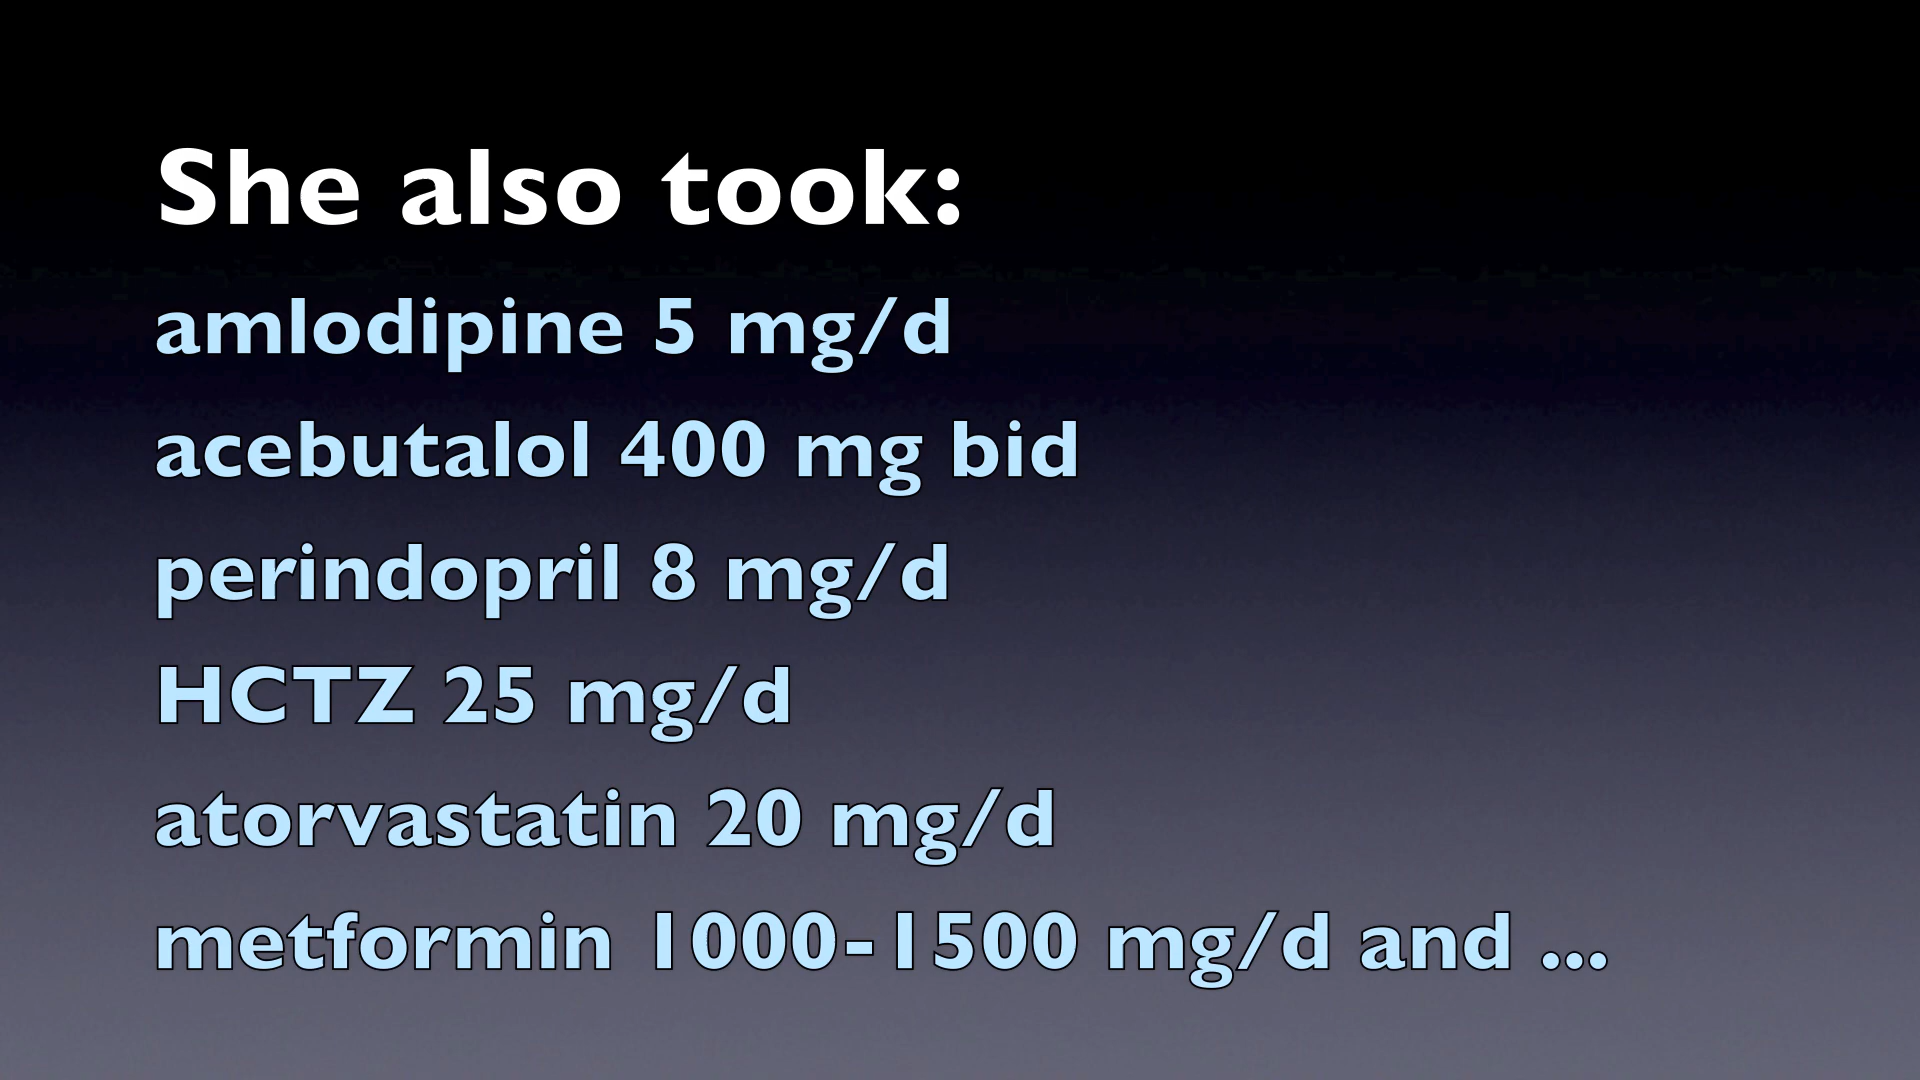 She also took:
amlodipine 5 mg/d
acebutalol 400 mg bid
perindopril 8 mg/d
HCTZ 25 mg/d
atorvastatin 20 mg/d
metformin 1000-1500 mg/d and ...